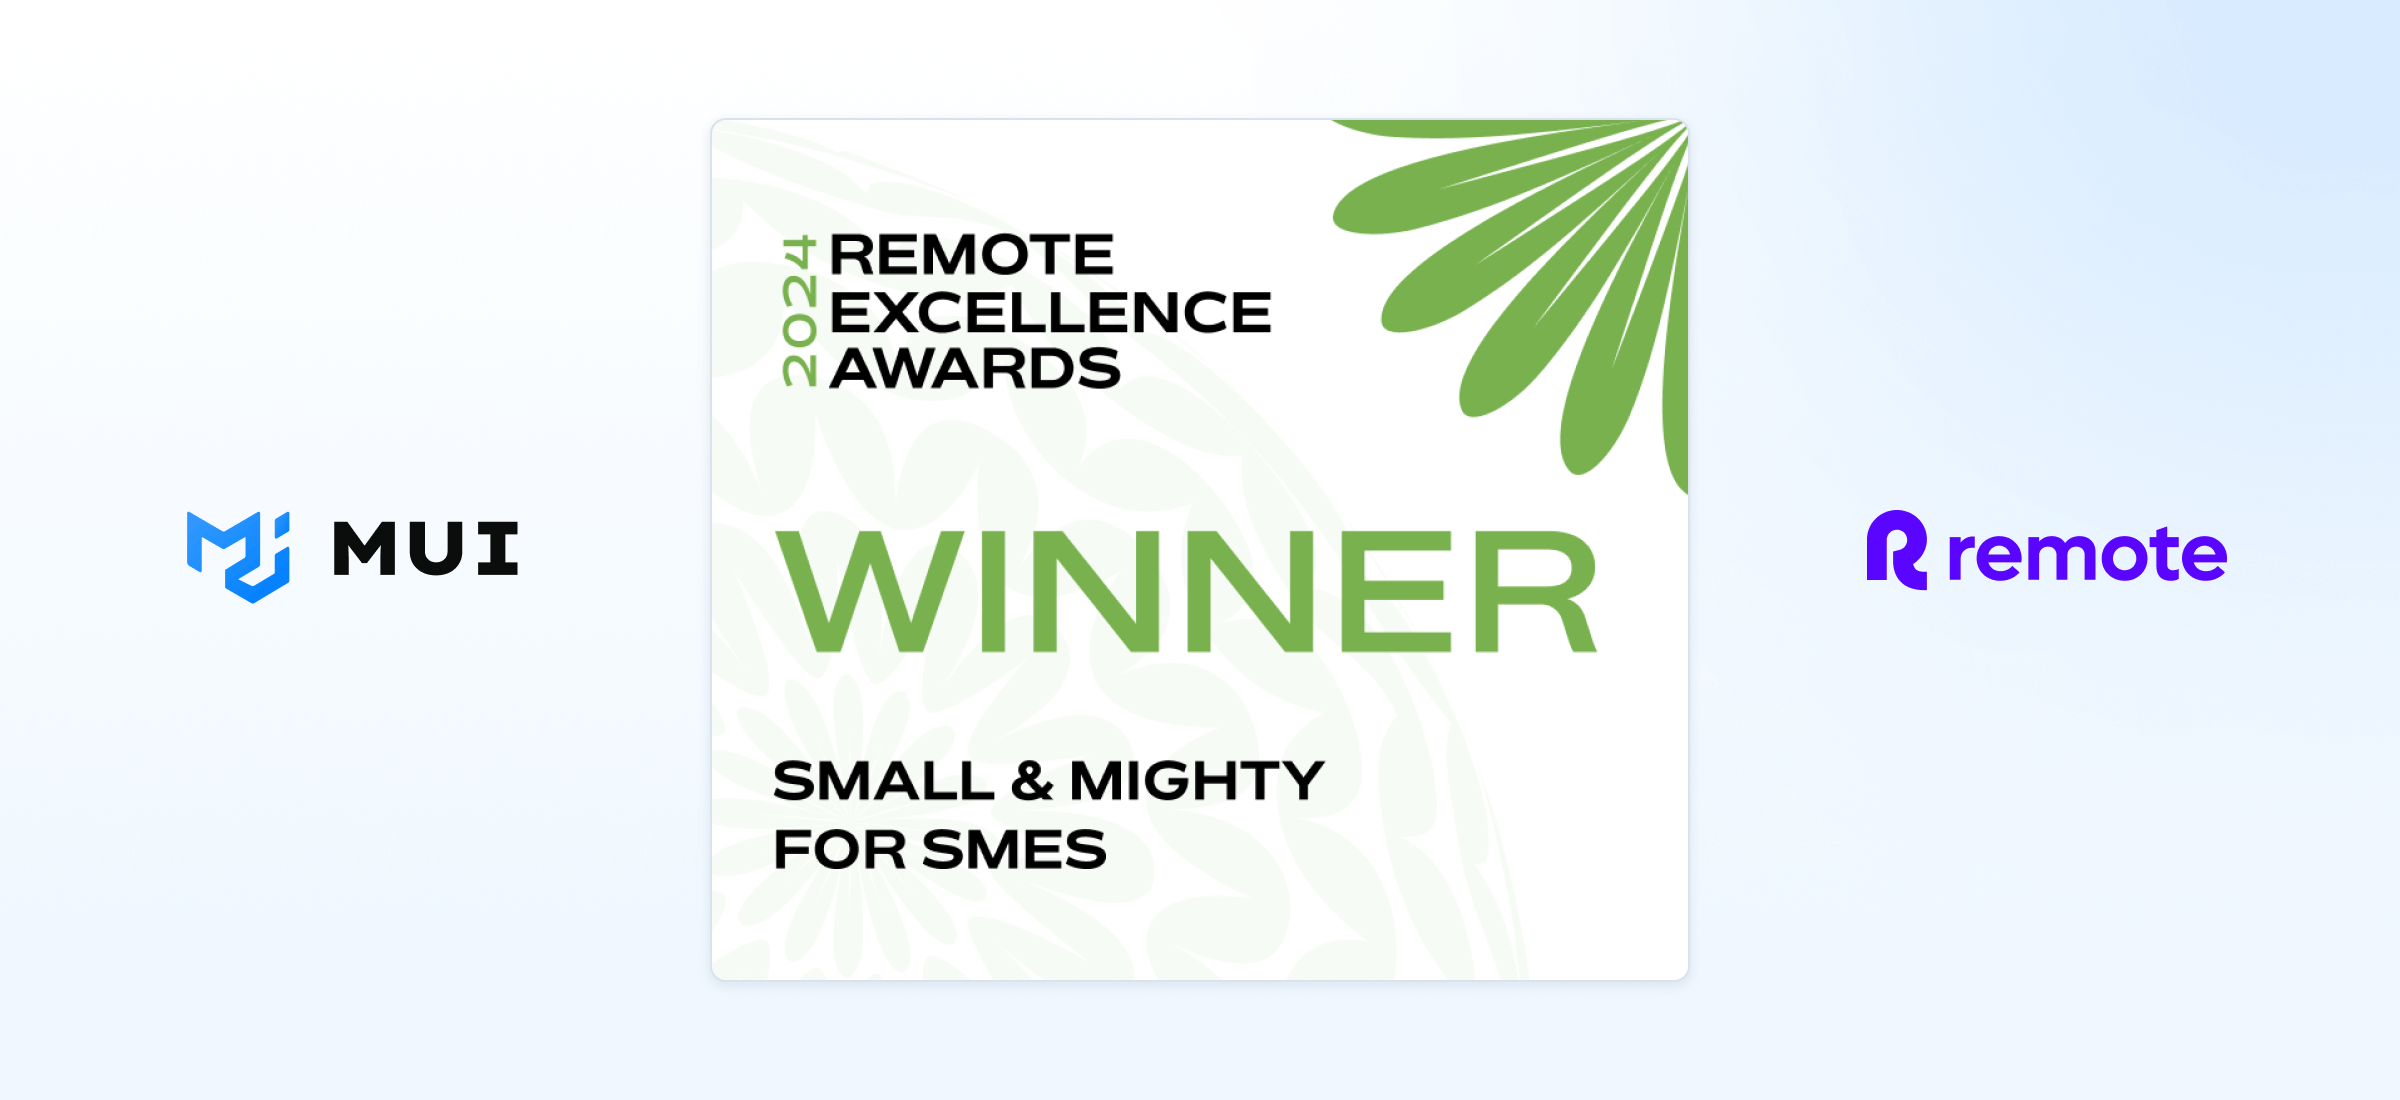 MUI
2024
REMOTE
EXCELLENCE
AWARDS
WINNER
SMALL & MIGHTY
FOR SMES
remote